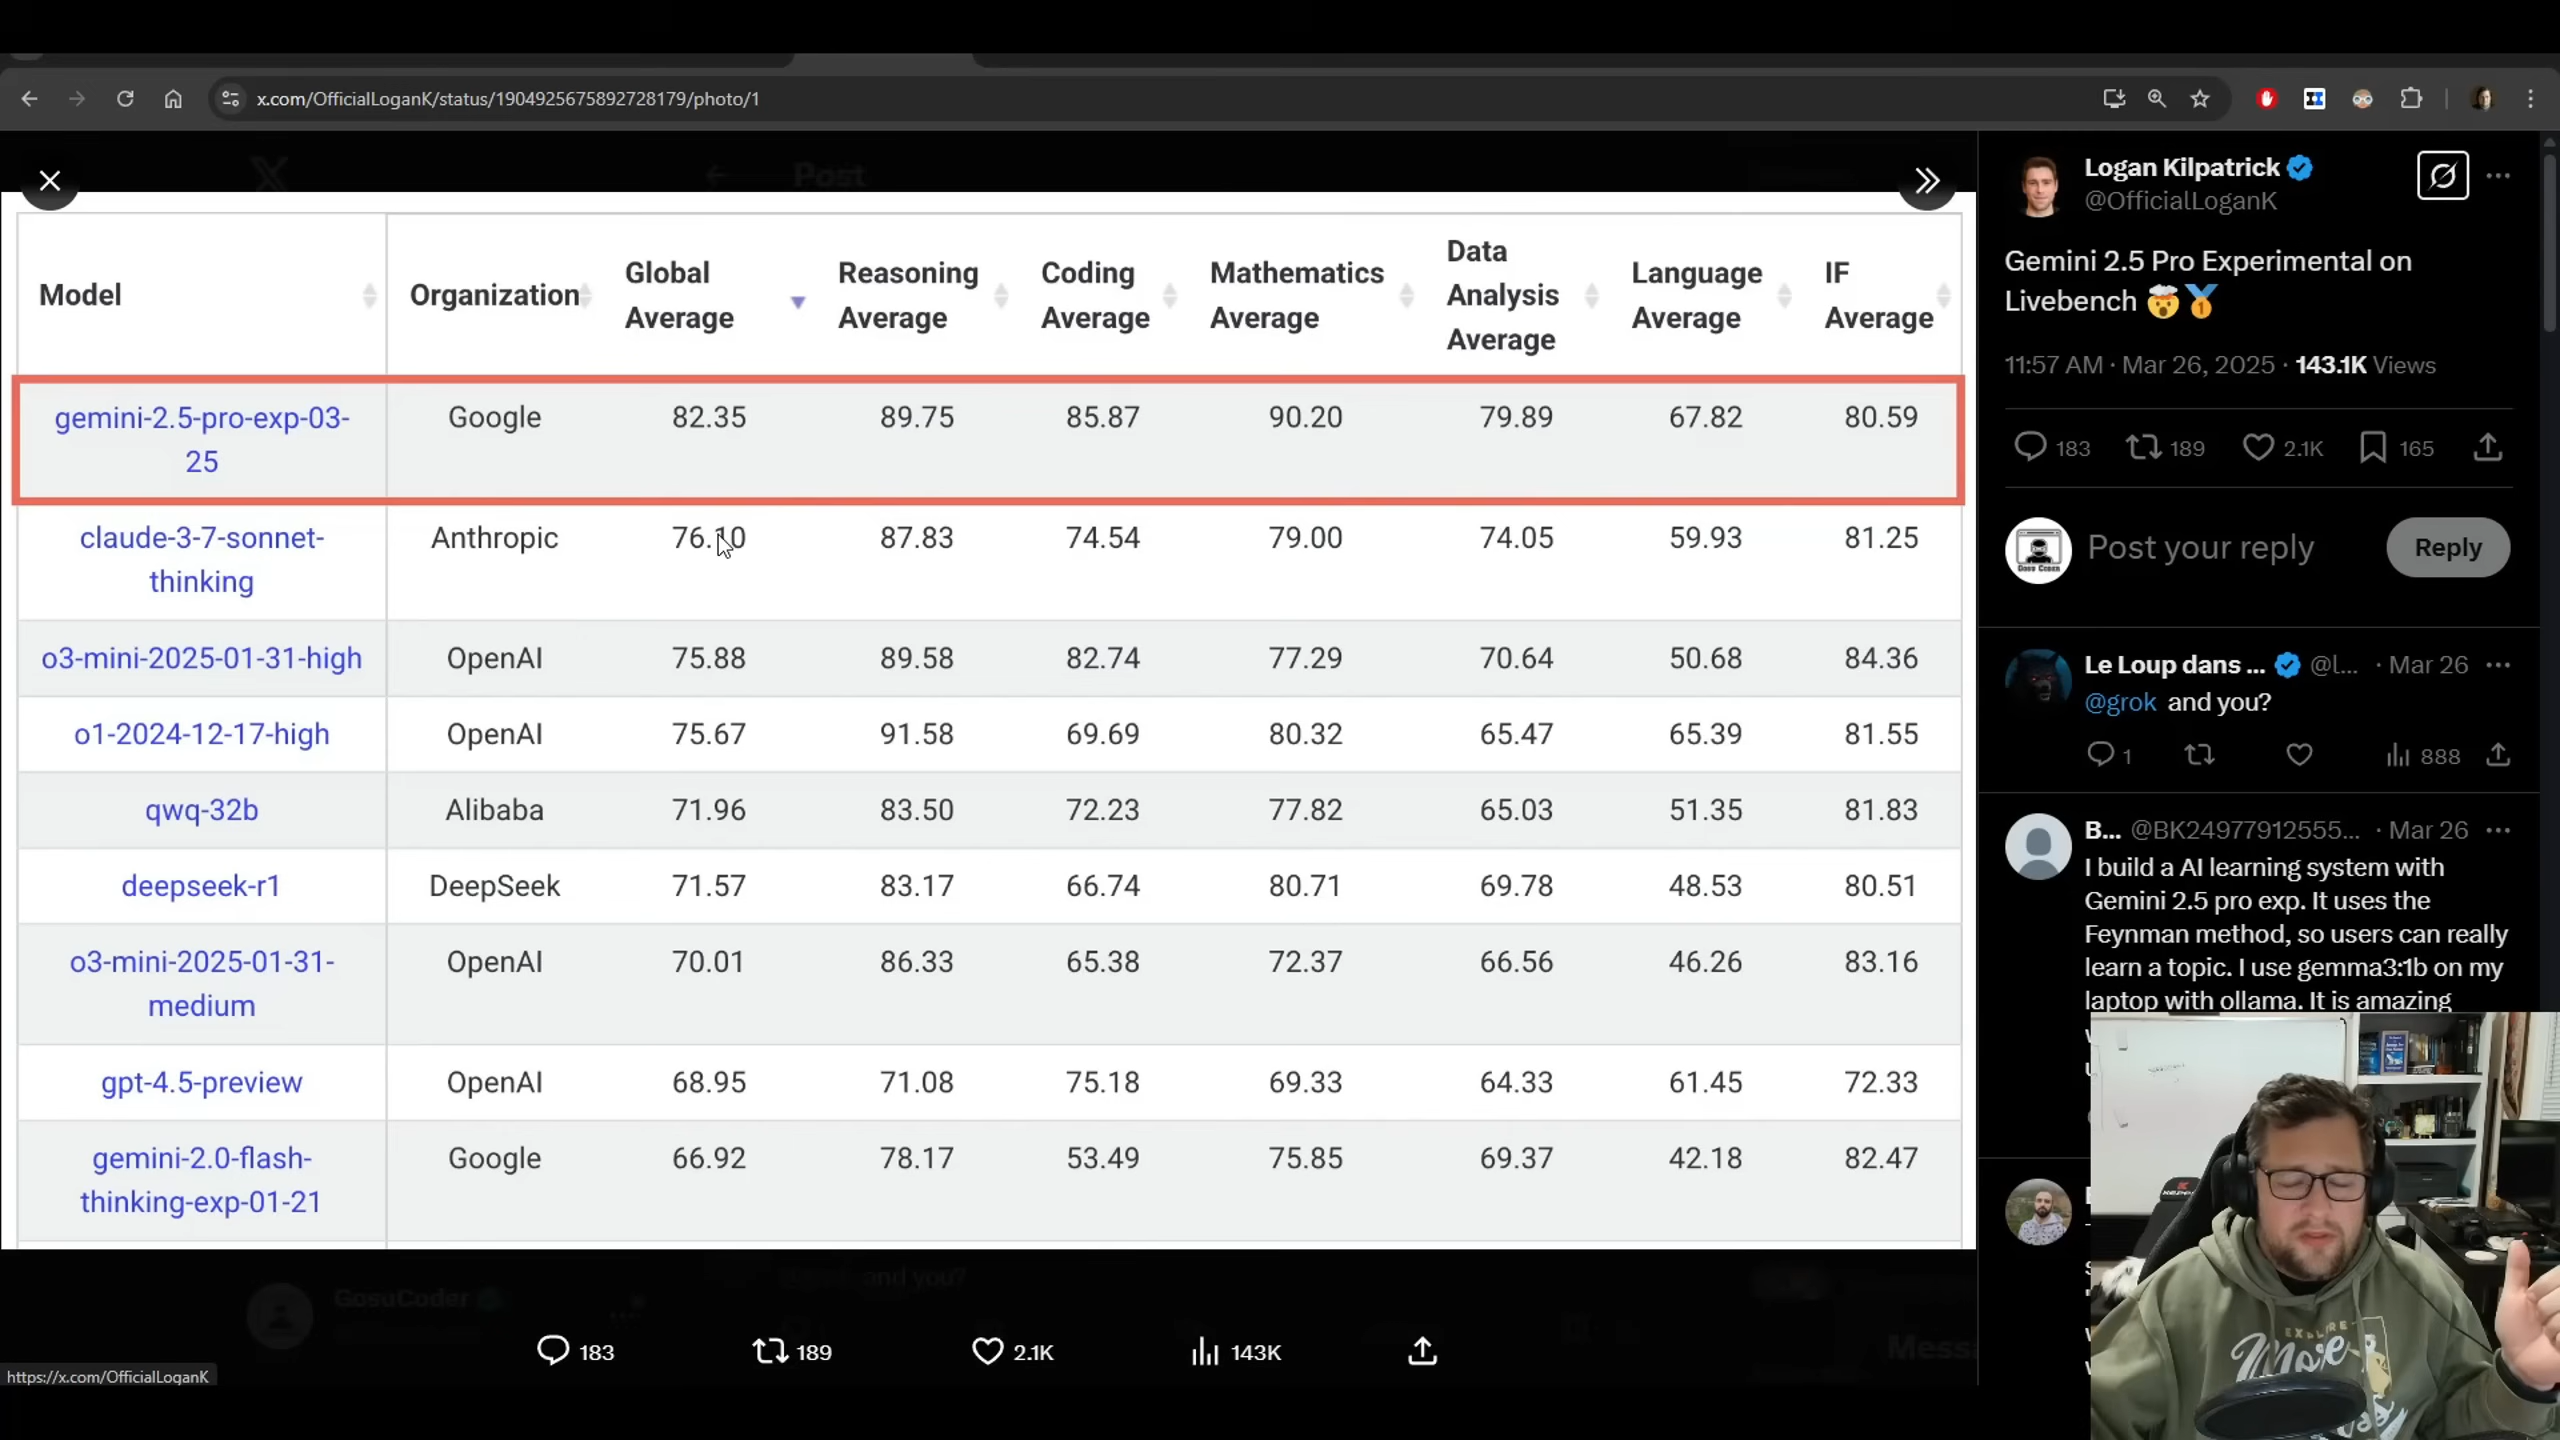 x.com/OfficialLoganK/status/1904925675892728179/photo/1
Post
Model Organization Global Average Reasoning Average Coding Average Mathematics Average Data Analysis Average Language Average IF Average
gemini-2.5-pro-exp-03-25 Google 82.35 89.75 85.87 90.20 79.89 67.82 80.59
claude-3-7-sonnet-thinking Anthropic 76.10 87.83 74.54 79.00 74.05 59.93 81.25
o3-mini-2025-01-31-high OpenAI 75.88 89.58 82.74 77.29 70.64 50.68 84.36
o1-2024-12-17-high OpenAI 75.67 91.58 69.69 80.32 65.47 65.39 81.55
qwq-32b Alibaba 71.96 83.50 72.23 77.82 65.03 51.35 81.83
deepseek-r1 DeepSeek 71.57 83.17 66.74 80.71 69.78 48.53 80.51
o3-mini-2025-01-31-medium OpenAI 70.01 86.33 65.38 72.37 66.56 46.26 83.16
gpt-4.5-preview OpenAI 68.95 71.08 75.18 69.33 64.33 61.45 72.33
gemini-2.0-flash-thinking-exp-01-21 Google 66.92 78.17 53.49 75.85 69.37 42.18 82.47
and you?
GosuCoder
183 189 2.1K 143K
https://x.com/OfficialLoganK
Logan Kilpatrick
@OfficialLoganK
Gemini 2.5 Pro Experimental on
Livebench 🤯🥇
11:57 AM · Mar 26, 2025 · 143.1K Views
183 189 2.1K 165
Post your reply
Reply
Le Loup dans ... @l... · Mar 26
@grok and you?
1 888
B... @BK24977912555... · Mar 26
I build a AI learning system with
Gemini 2.5 pro exp. It uses the
Feynman method, so users can really
learn a topic. I use gemma3:1b on my
laptop with ollama. It is amazing
EXPLORE
More